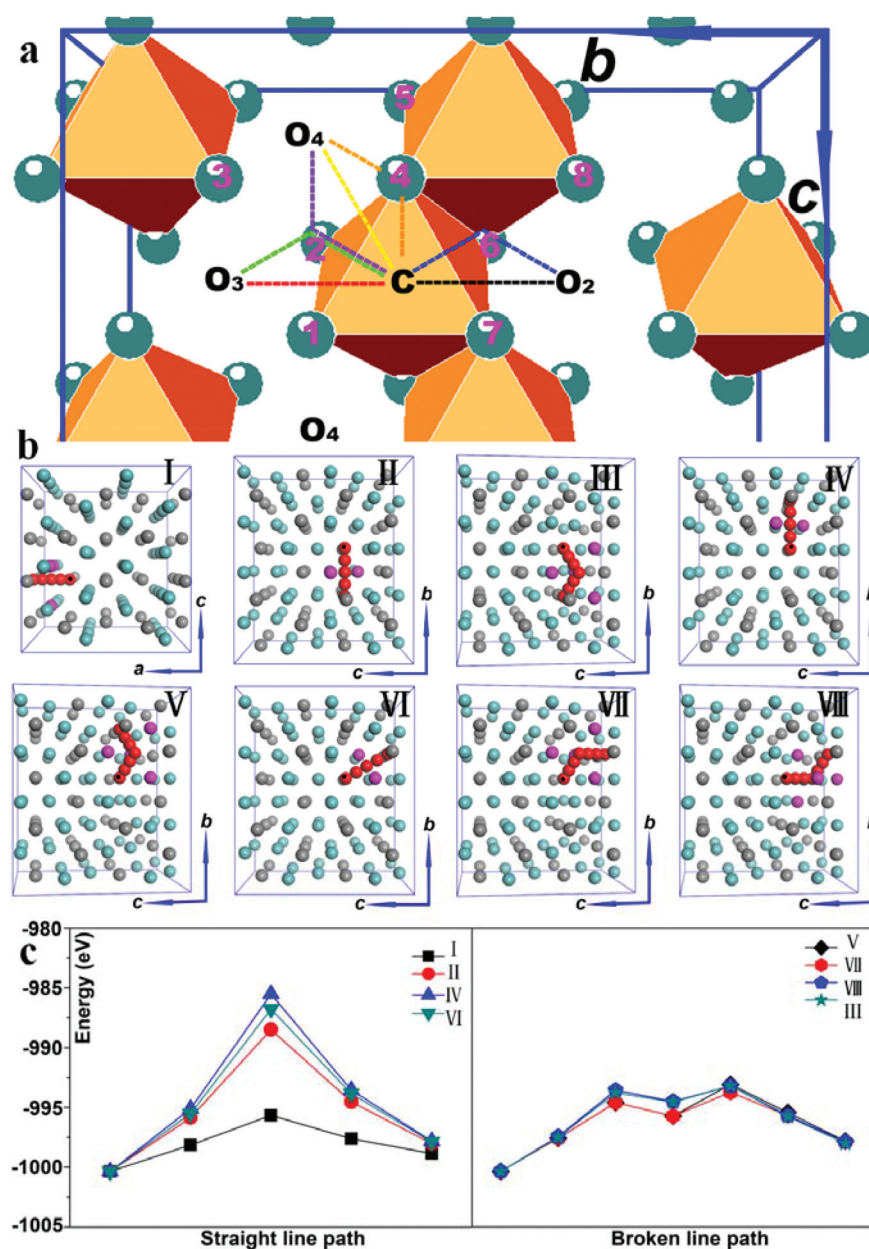 a
b
c
5
O4
3
4
8
2
6
O3
C
O2
1
7
O4
b
I
II
III
IV
c
b
b
b
a
c
c
c
V
VI
VII
VIII
b
b
b
b
c
c
c
c
c
Energy (eV)
-980
-985
-990
-995
-1000
-1005
I
II
IV
VI
V
VII
VIII
III
Straight line path
Broken line path